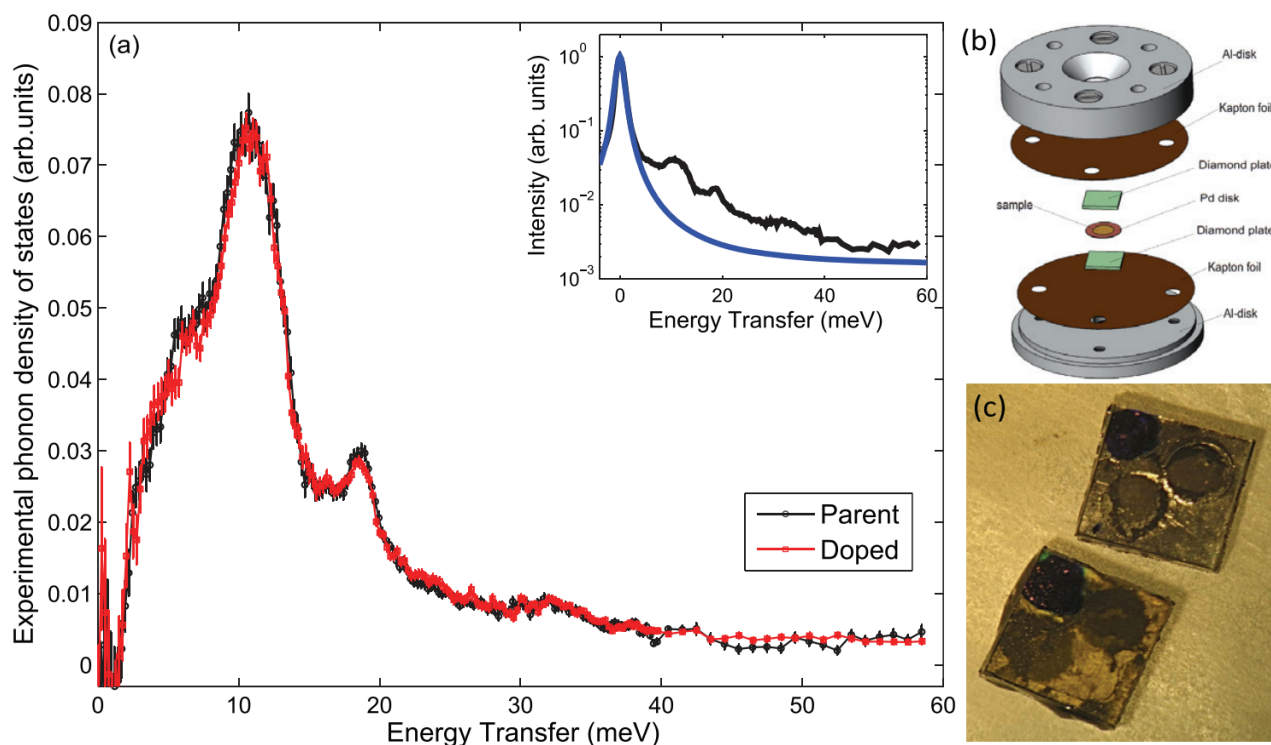 (a)
0.09
0.08
0.07
0.06
0.05
0.04
0.03
0.02
0.01
0
Experimental phonon density of states (arb.units)
0 10 20 30 40 50 60
Energy Transfer (meV)
Parent
Doped
10⁰
10⁻¹
10⁻²
10⁻³
Intensity (arb. units)
0 20 40 60
Energy Transfer (meV)
(b)
Al-disk
Kapton foil
Diamond plate
sample
Pd disk
Diamond plate
Kapton foil
Al-disk
(c)